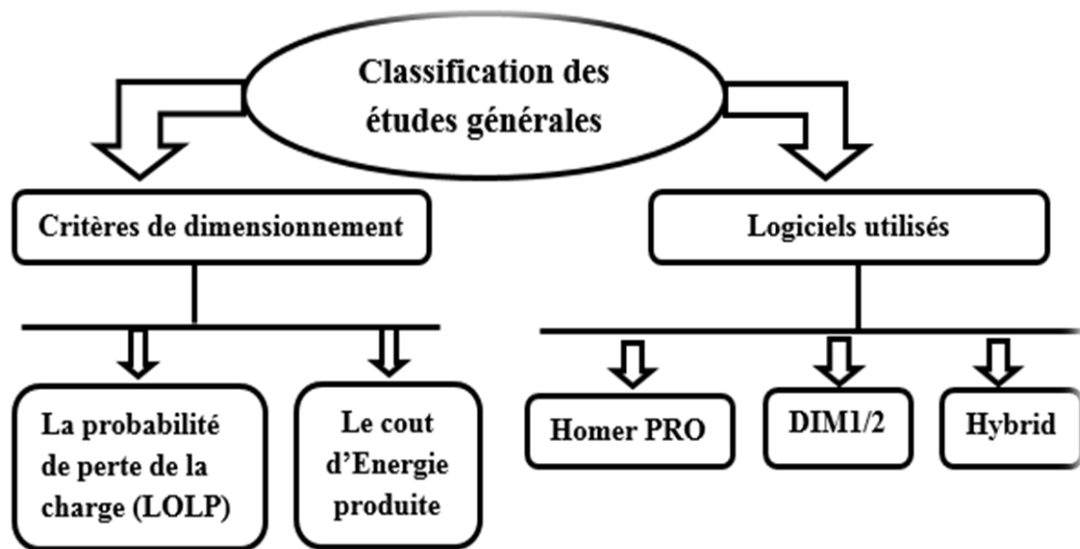 Classification des
études générales
Critères de dimensionnement
Logiciels utilisés
La probabilité
de perte de la
charge (LOLP)
Le cout
d’Energie
produite
Homer PRO
DIM1/2
Hybrid